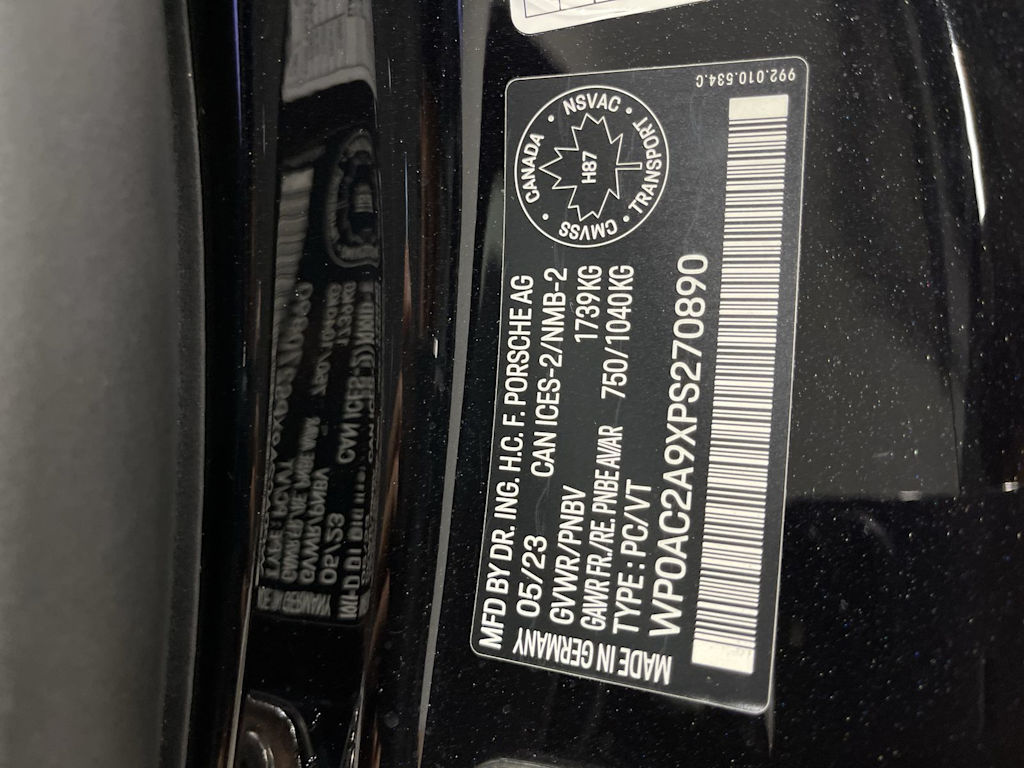 MFD BY DR. ING. H.C. F. PORSCHE AG
05/23 CAN ICES-2/NMB-2
GVWR/PNBV 1739KG
GAWR FR./RE. PNBE AV/AR 750/1040KG
TYPE: PC/VT
WP0AC2A9XPS270890
MADE IN GERMANY
CANADA • NSVAC • TRANSPORT • CMVSS •
H87
992.010.534.C